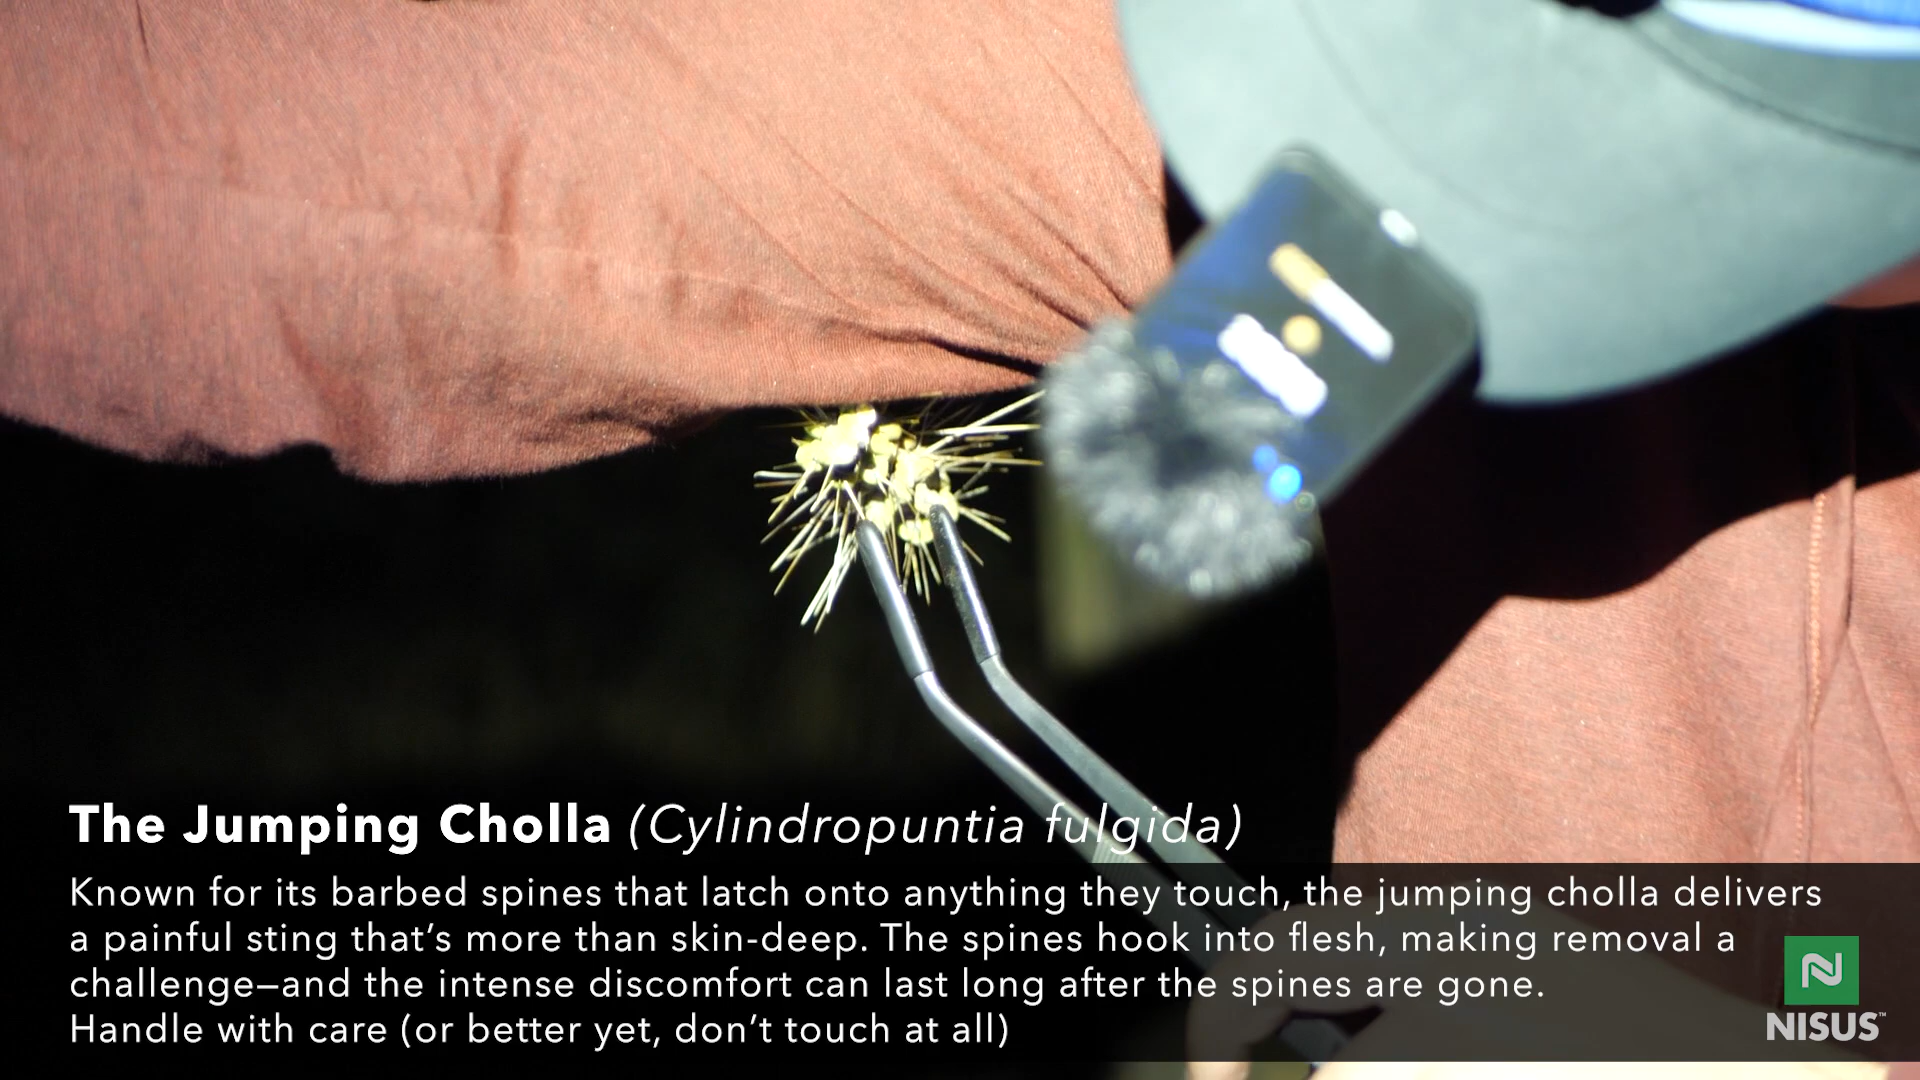 The Jumping Cholla (Cylindropuntia fulgida)
Known for its barbed spines that latch onto anything they touch, the jumping cholla delivers
a painful sting that’s more than skin-deep. The spines hook into flesh, making removal a
challenge—and the intense discomfort can last long after the spines are gone.
Handle with care (or better yet, don’t touch at all)
NISUS™